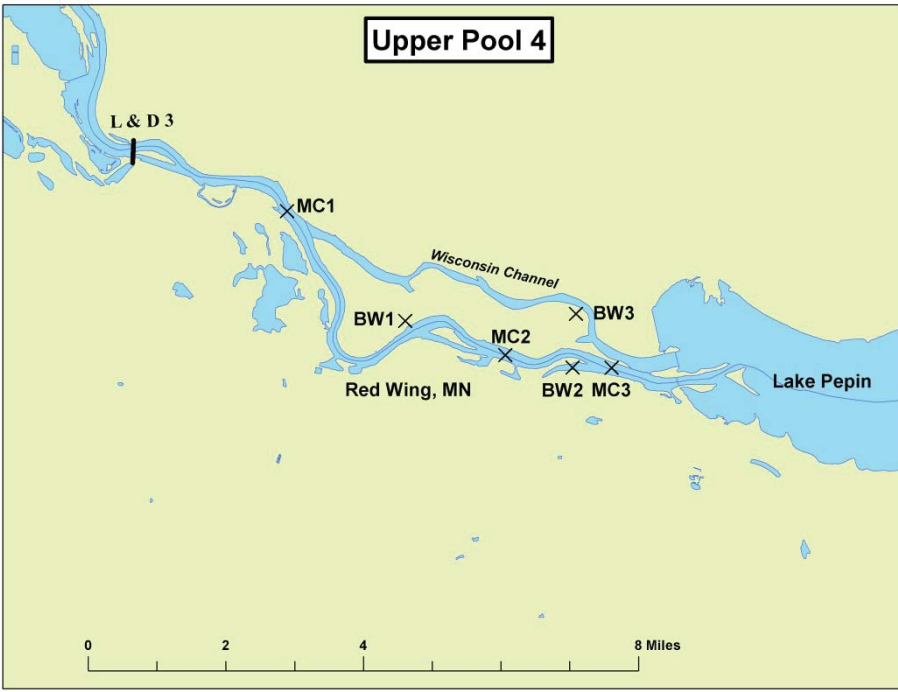 Upper Pool 4
L & D 3
MC1
Wisconsin Channel
BW3
BW1
MC2
Red Wing, MN
BW2 MC3
Lake Pepin
0 2 4 8 Miles